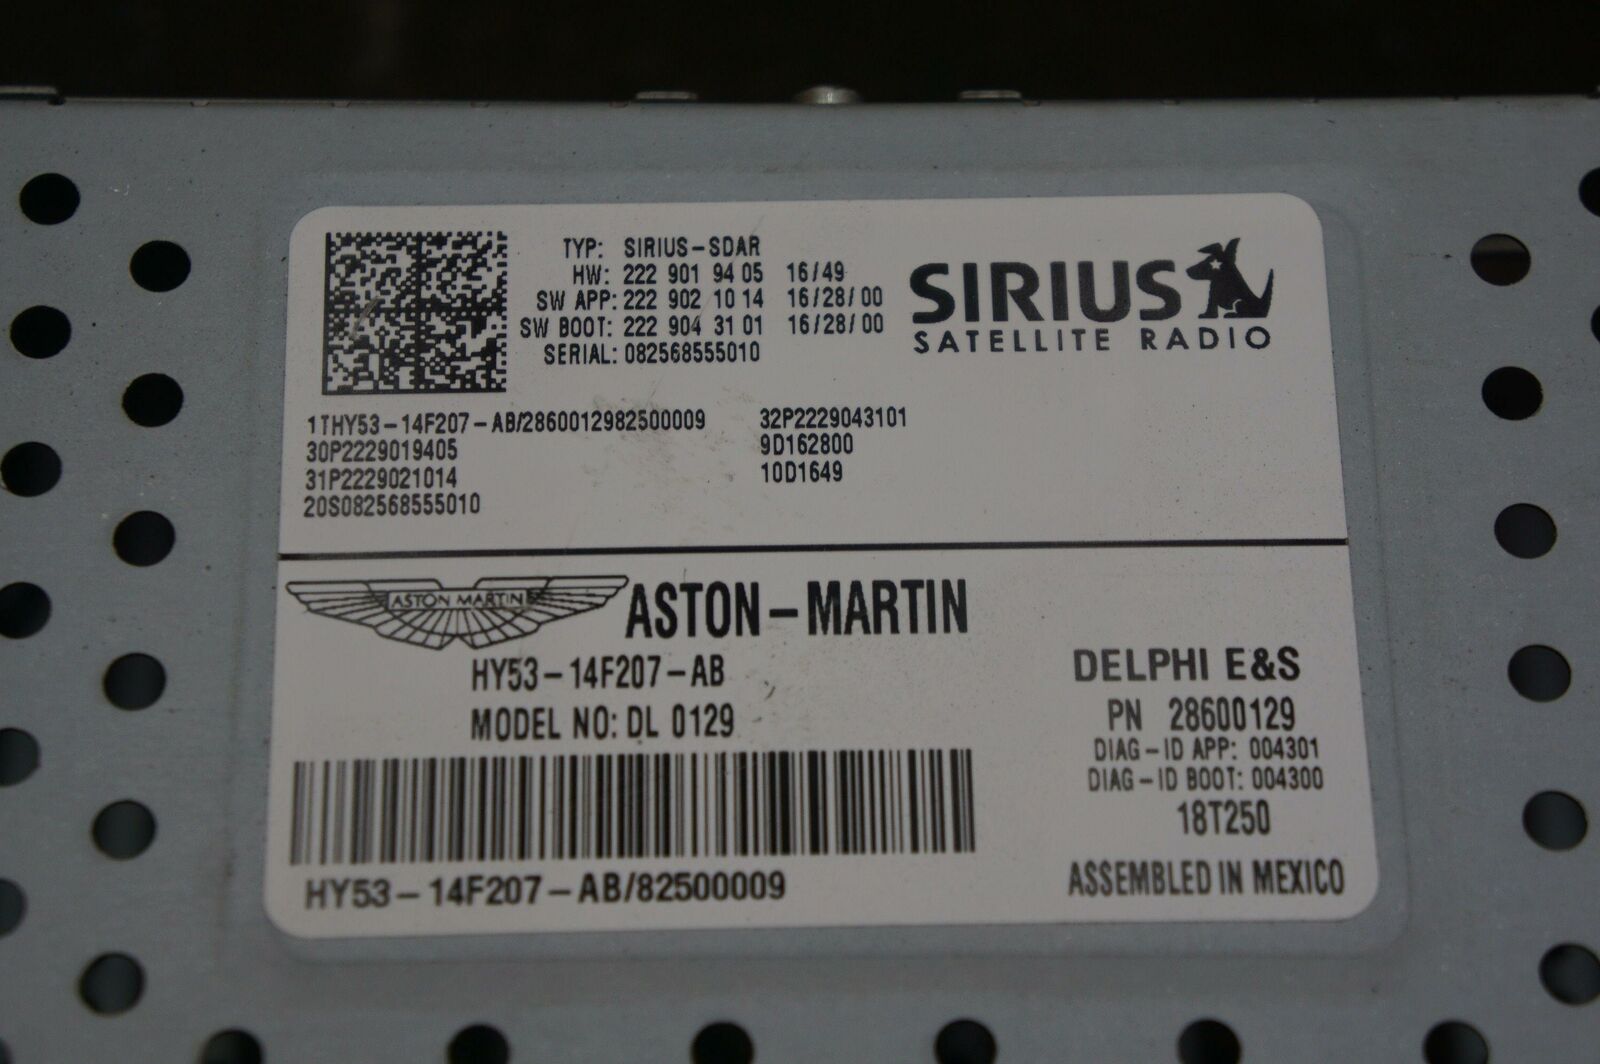 TYP: SIRIUS-SDAR
HW: 222 901 94 05 16/49
SW APP: 222 902 10 14 16/28/00
SW BOOT: 222 904 31 01 16/28/00
SERIAL: 082568555010
SIRIUS
SATELLITE RADIO
1THY53-14F207-AB/2860012982500009
30P2229019405
31P2229021014
20S082568555010
32P2229043101
9D162800
10D1649
ASTON MARTIN
ASTON-MARTIN
HY53-14F207-AB
MODEL NO: DL 0129
HY53-14F207-AB/82500009
DELPHI E&S
PN 28600129
DIAG-ID APP: 004301
DIAG-ID BOOT: 004300
18T250
ASSEMBLED IN MEXICO